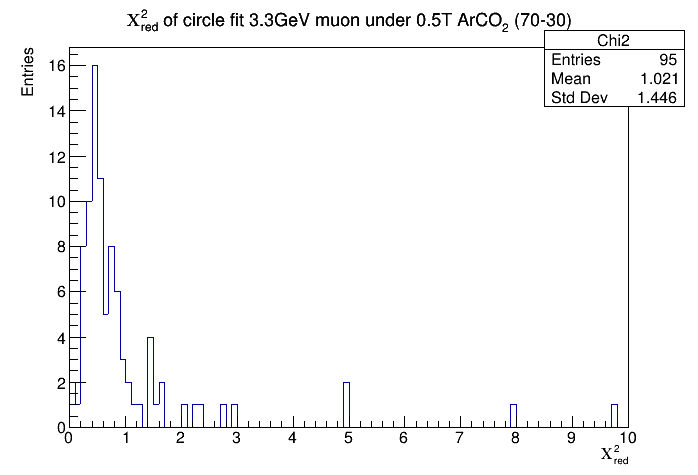 χ²red of circle fit 3.3GeV muon under 0.5T ArCO₂ (70-30)
Chi2
Entries 95
Mean 1.021
Std Dev 1.446
Entries
16
14
12
10
8
6
4
2
0
0 1 2 3 4 5 6 7 8 9 10
χ²red